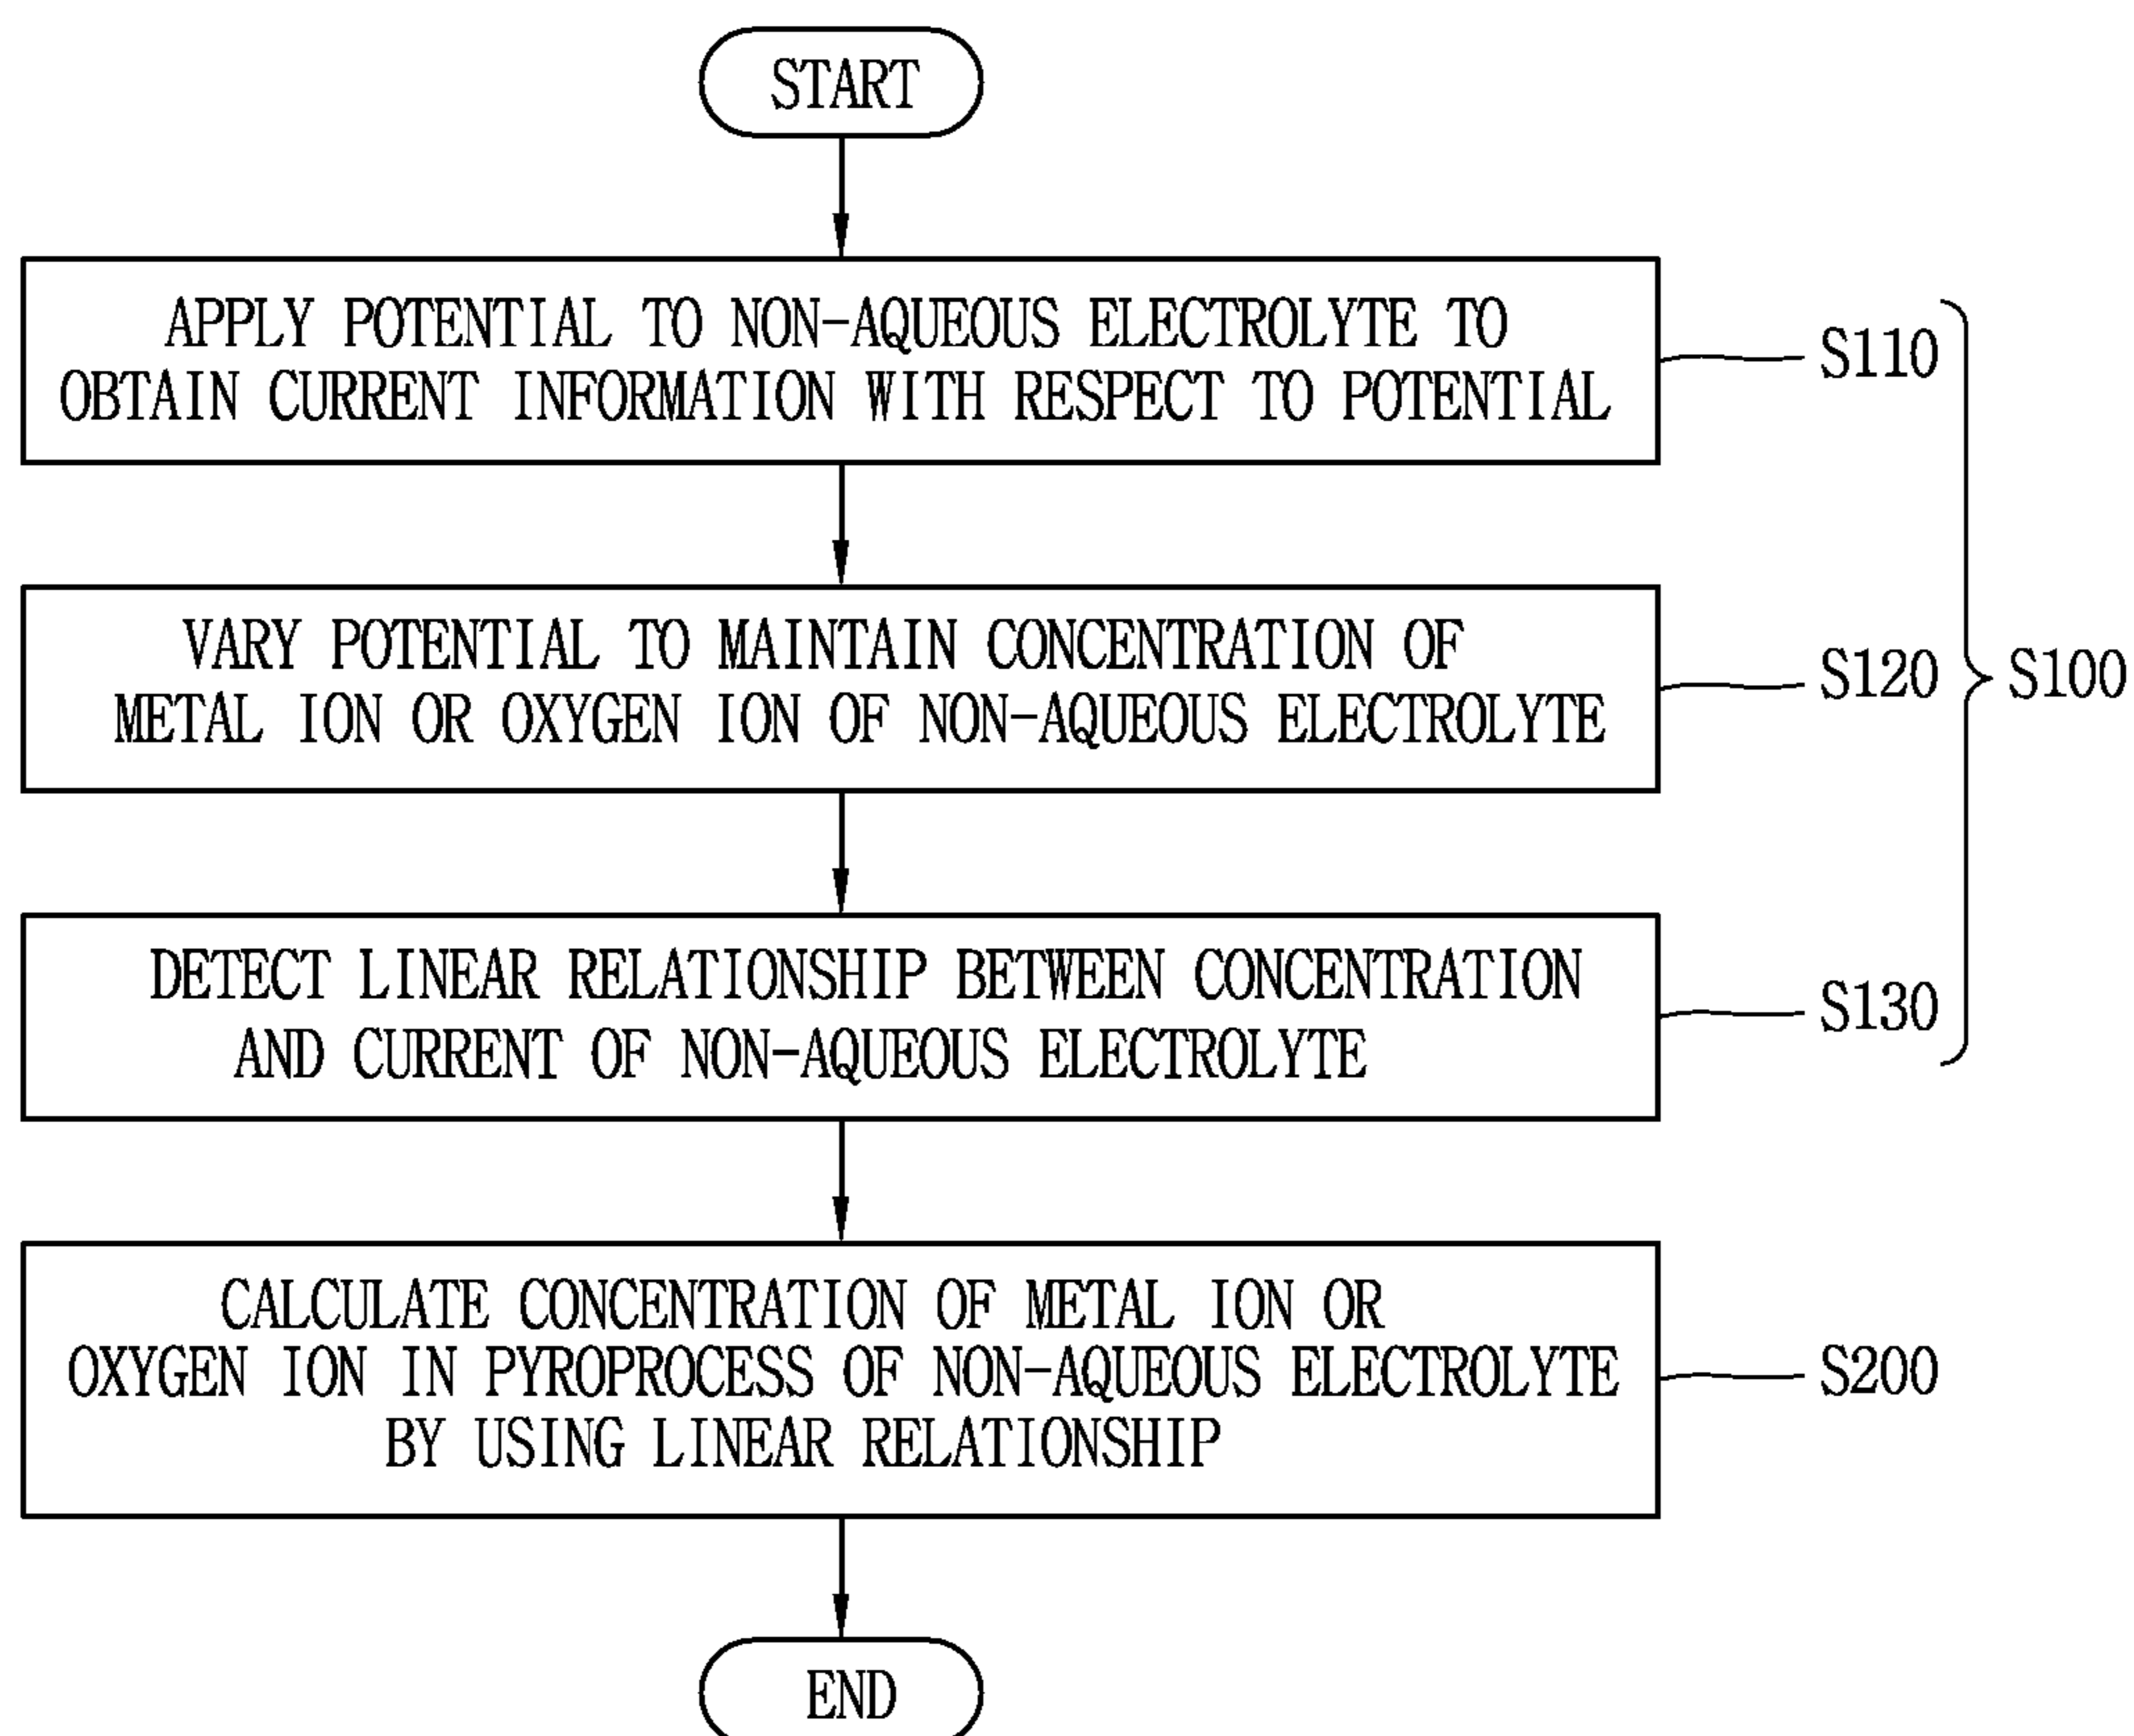 START
APPLY POTENTIAL TO NON-AQUEOUS ELECTROLYTE TO
OBTAIN CURRENT INFORMATION WITH RESPECT TO POTENTIAL
S110
VARY POTENTIAL TO MAINTAIN CONCENTRATION OF
METAL ION OR OXYGEN ION OF NON-AQUEOUS ELECTROLYTE
S120
S100
DETECT LINEAR RELATIONSHIP BETWEEN CONCENTRATION
AND CURRENT OF NON-AQUEOUS ELECTROLYTE
S130
CALCULATE CONCENTRATION OF METAL ION OR
OXYGEN ION IN PYROPROCESS OF NON-AQUEOUS ELECTROLYTE
BY USING LINEAR RELATIONSHIP
S200
END